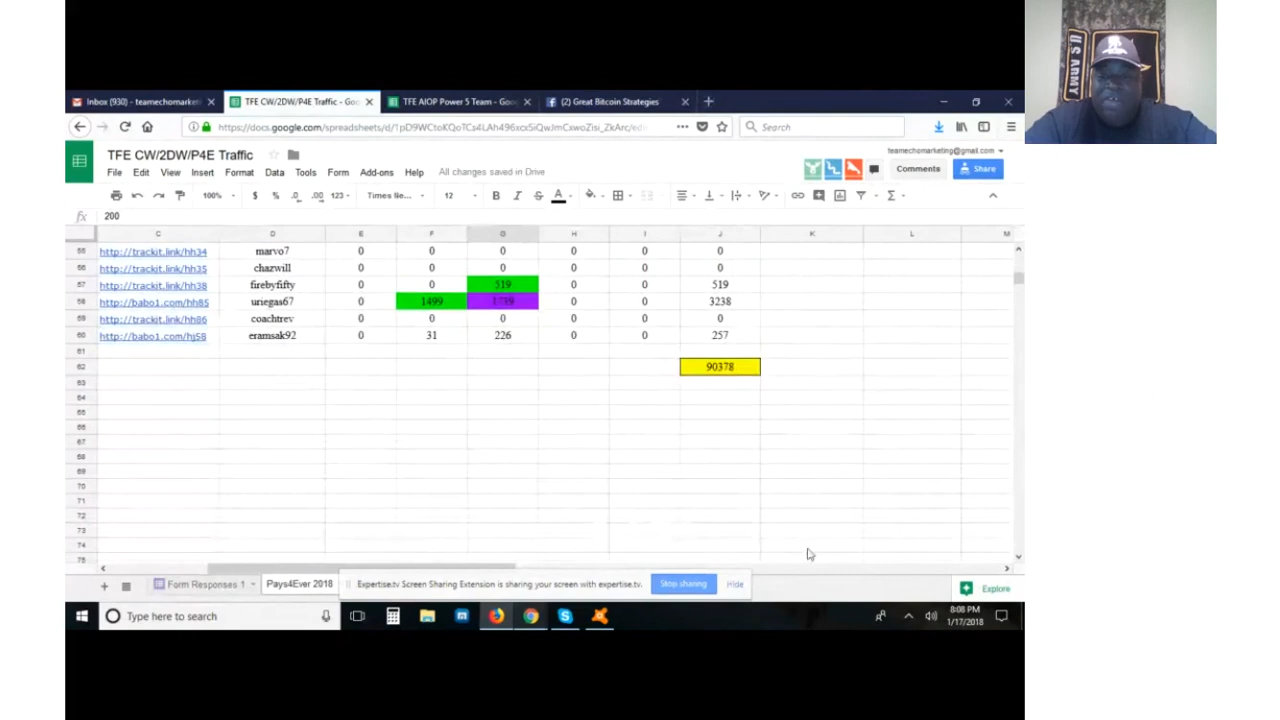 Inbox (930) - teamechomarket
TFE CW/2DW/P4E Traffic - Goo
TFE AIOP Power 5 Team - Goog
(2) Great Bitcoin Strategies
Search
TFE CW/2DW/P4E Traffic
teamechomarketing@gmail.com
File Edit View Insert Format Data Tools Form Add-ons Help All changes saved in Drive
Comments
Share
100% $ % .0 .00 123 Times Ne... 12 B I S A
fx 200
C D E F G H I J K L M
http://trackit.link/hh34 marvo7 0 0 0 0 0 0
http://trackit.link/hh35 chazwill 0 0 0 0 0 0
57 http://trackit.link/hh38 firebyfifty 0 0 519 0 0 519
58 http://babo1.com/hh85 uriegas67 0 1499 1739 0 0 3238
59 http://trackit.link/hh86 coachtrev 0 0 0 0 0 0
60 http://babo1.com/hj58 eramsak92 0 31 226 0 0 257
61
62 90378
63
64
65
66
67
68
69
70
71
72
73
74
75
Form Responses 1
Pays4Ever 2018
Expertise.tv Screen Sharing Extension is sharing your screen with expertise.tv.
Stop sharing
Hide
Explore
Type here to search
8:08 PM
1/17/2018
U.S. ARMY